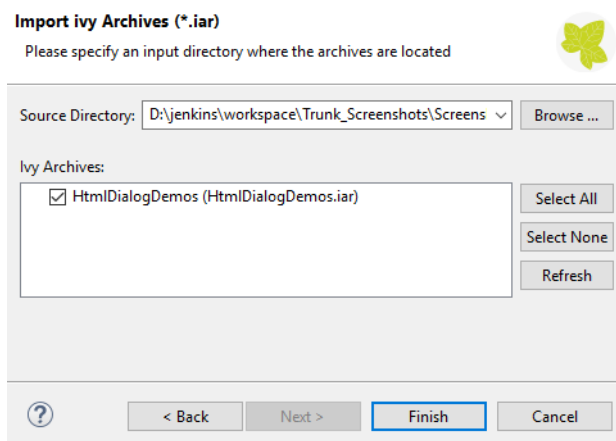 Import ivy Archives (*.iar)
Please specify an input directory where the archives are located
Source Directory: D:\jenkins\workspace\Trunk_Screenshots\Screens Browse ...
Ivy Archives:
HtmlDialogDemos (HtmlDialogDemos.iar)
Select All
Select None
Refresh
? < Back Next > Finish Cancel